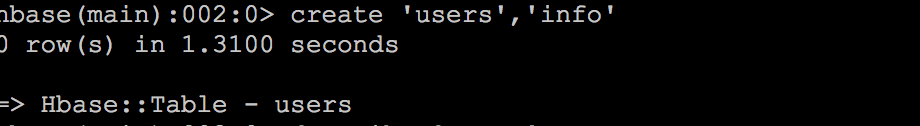 hbase(main):002:0> create 'users','info'
0 row(s) in 1.3100 seconds
=> Hbase::Table - users